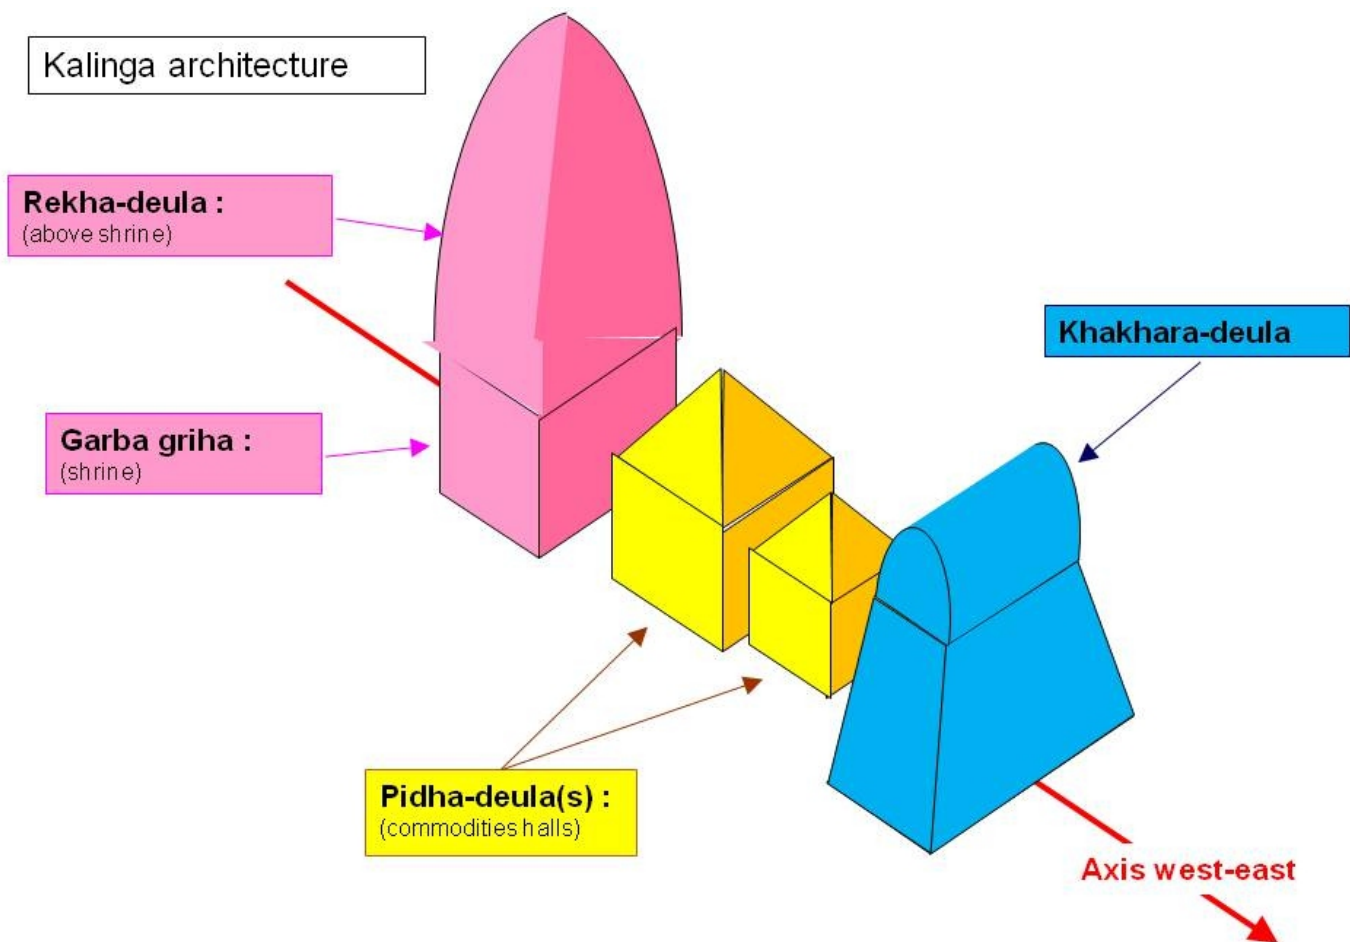 Kalinga architecture
Rekha-deula :
(above shrine)
Khakhara-deula
Garba griha :
(shrine)
Pidha-deula(s) :
(commodities halls)
Axis west-east